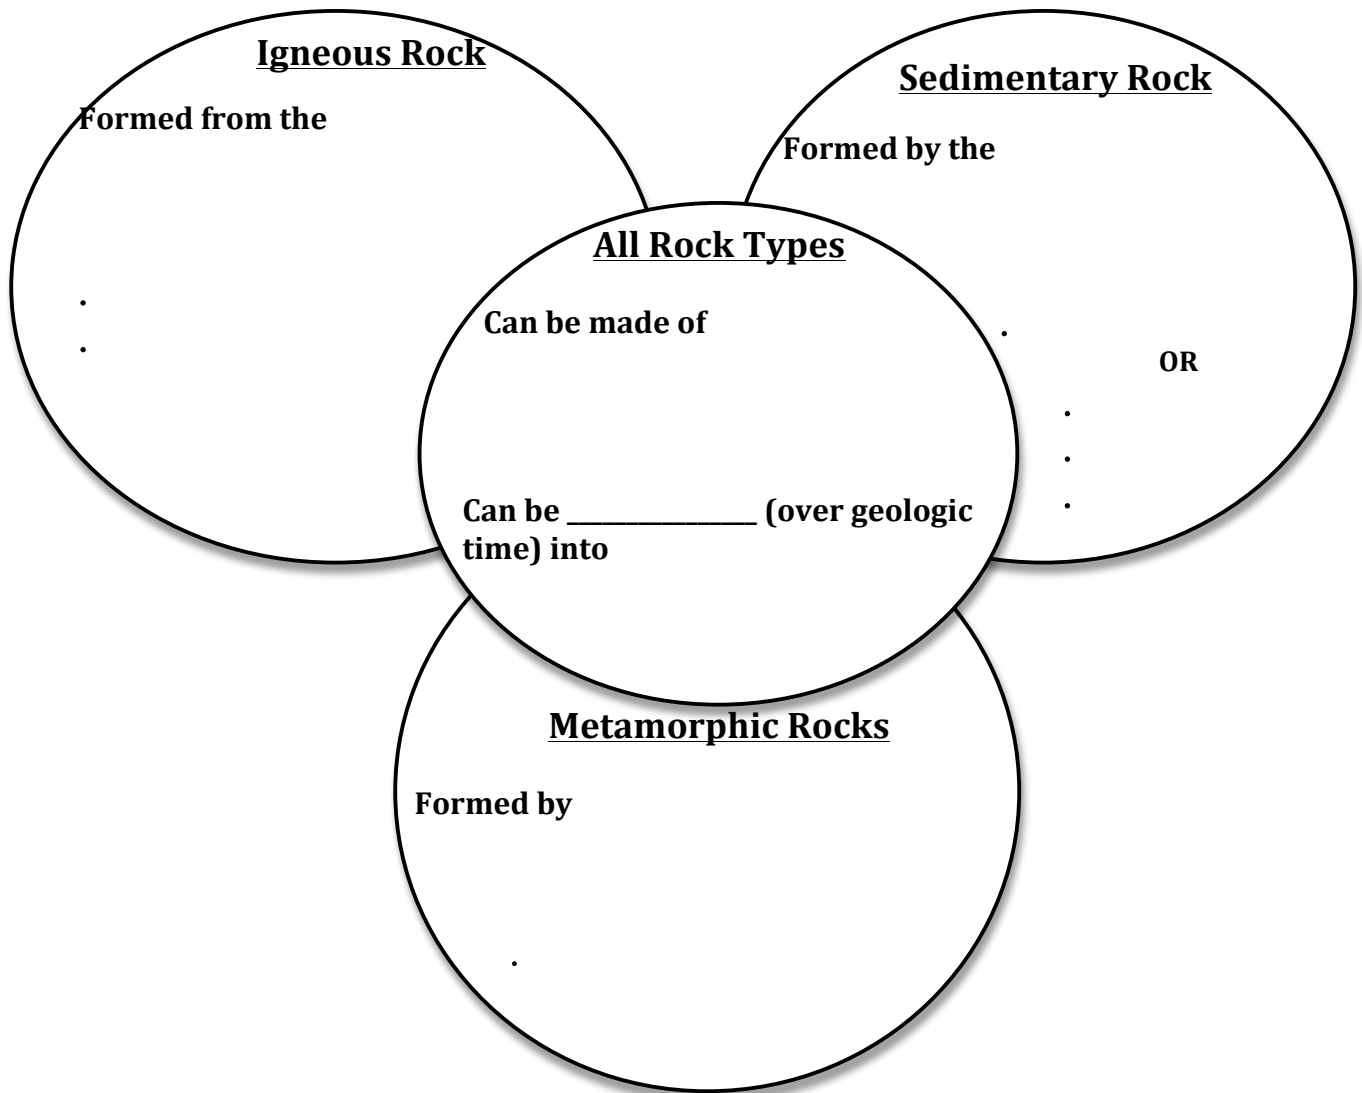 Igneous Rock
Formed from the
.
.
Sedimentary Rock
Formed by the
.
OR
.
.
.
All Rock Types
Can be made of
Can be _______________ (over geologic
time) into
Metamorphic Rocks
Formed by
.